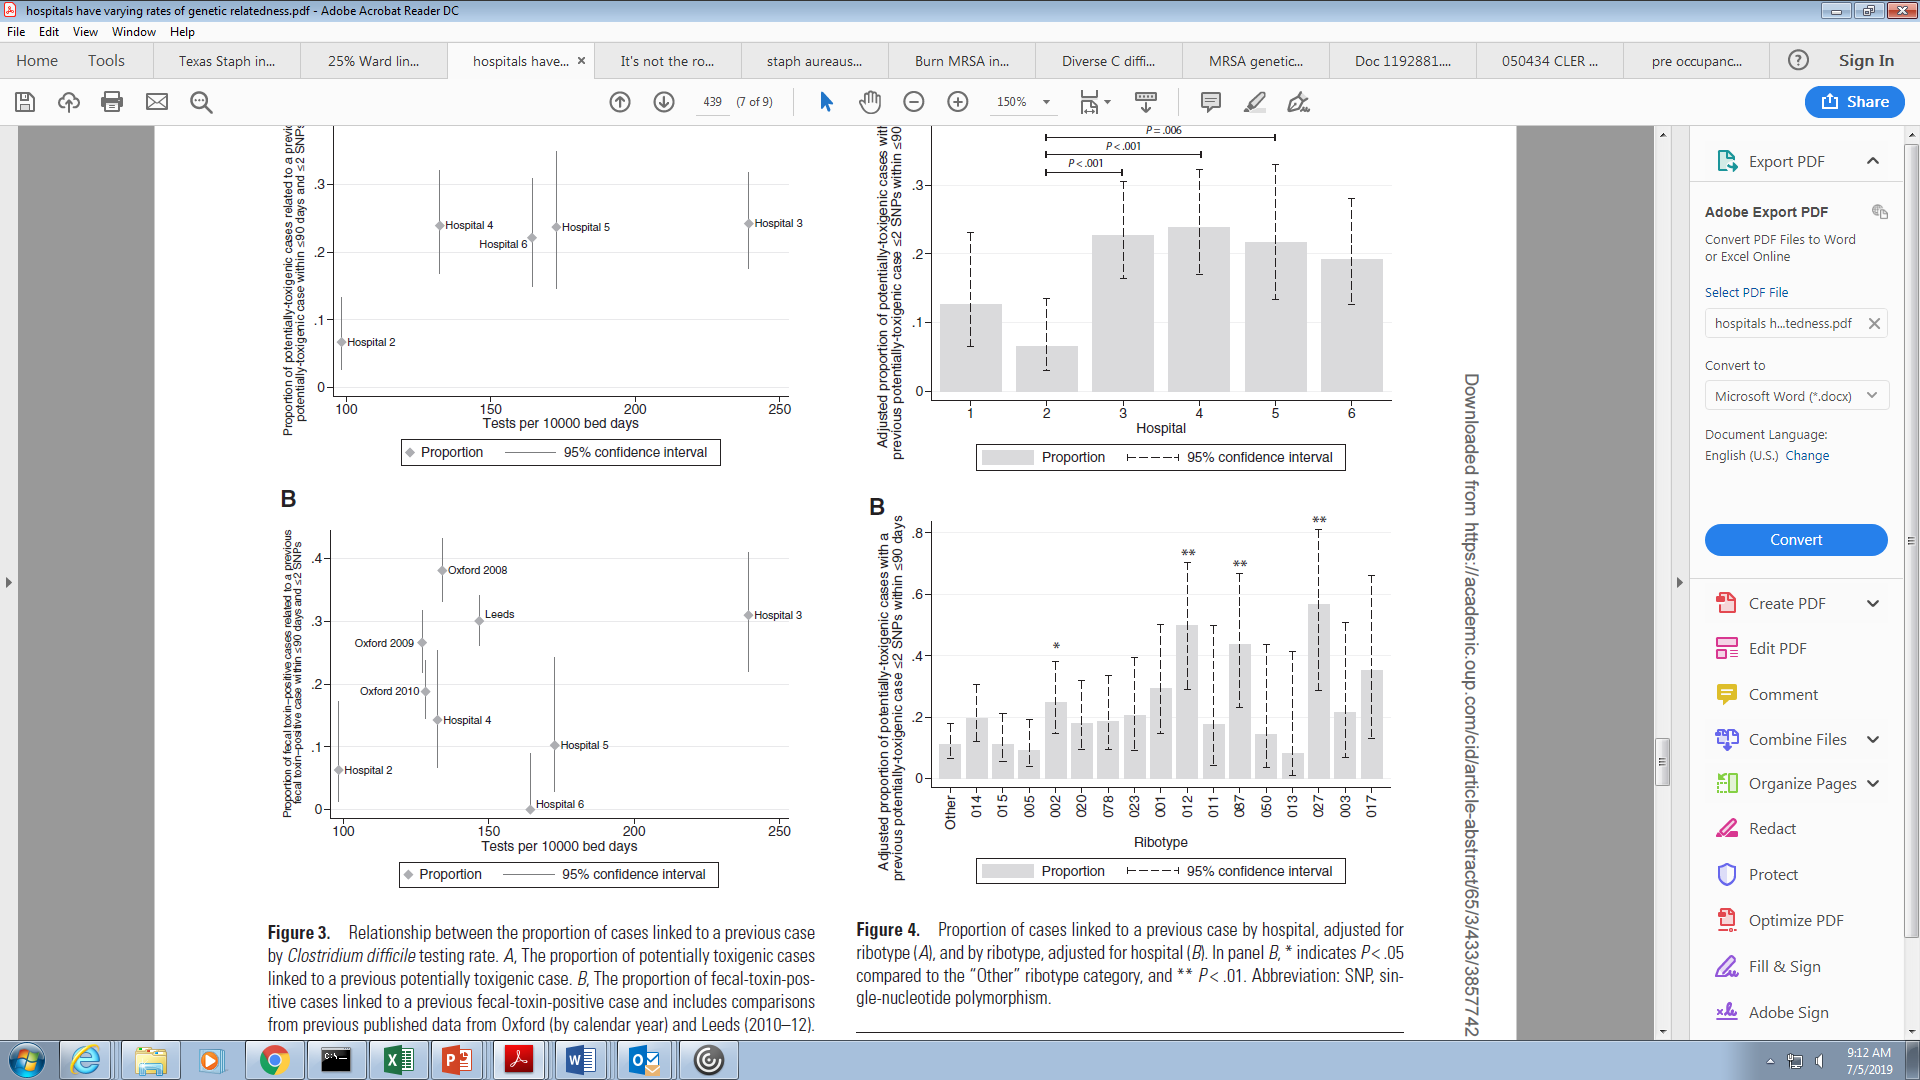 hospitals have varying rates of genetic relatedness.pdf - Adobe Acrobat Reader DC
File Edit View Window Help
Home Tools Texas Staph in... 25% Ward lin... hospitals have... × It's not the ro... staph aureaus... Burn MRSA in... Diverse C diffi... MRSA genetic... Doc 1192881.... 050434 CLER ... pre occupanc... ? Sign In
439 (7 of 9) 150% Share
Proportion of potentially-toxigenic cases related to a previous
potentially-toxigenic case within ≤90 days and ≤2 SNPs
.3
.2
.1
0
Hospital 4
Hospital 6
Hospital 5
Hospital 3
Hospital 2
100 150 200 250
Tests per 10000 bed days
Proportion 95% confidence interval
B
Proportion of fecal toxin–positive cases related to a previous
fecal toxin–positive case within ≤90 days and ≤2 SNPs
.4
.3
.2
.1
0
Oxford 2008
Leeds
Hospital 3
Oxford 2009
Oxford 2010
Hospital 4
Hospital 5
Hospital 2
Hospital 6
100 150 200 250
Tests per 10000 bed days
Proportion 95% confidence interval
Figure 3. Relationship between the proportion of cases linked to a previous case
by Clostridium difficile testing rate. A, The proportion of potentially toxigenic cases
linked to a previous potentially toxigenic case. B, The proportion of fecal-toxin-pos-
itive cases linked to a previous fecal-toxin-positive case and includes comparisons
from previous published data from Oxford (by calendar year) and Leeds (2010–12).
Adjusted proportion of potentially-toxigenic cases with
previous potentially-toxigenic case ≤2 SNPs within ≤90
P = .006
P < .001
P < .001
.3
.2
.1
0
1 2 3 4 5 6
Hospital
Proportion 95% confidence interval
B
Adjusted proportion of potentially-toxigenic cases with a
previous potentially-toxigenic case ≤2 SNPs within ≤90 days
.8
.6
.4
.2
0
* ** ** **
Other 014 015 005 002 020 078 023 001 012 011 087 050 013 027 003 017
Ribotype
Proportion 95% confidence interval
Figure 4. Proportion of cases linked to a previous case by hospital, adjusted for
ribotype (A), and by ribotype, adjusted for hospital (B). In panel B, * indicates P < .05
compared to the “Other” ribotype category, and ** P < .01. Abbreviation: SNP, sin-
gle-nucleotide polymorphism.
Downloaded from https://academic.oup.com/cid/article-abstract/65/3/433/3857742
Export PDF
Adobe Export PDF
Convert PDF Files to Word
or Excel Online
Select PDF File
hospitals h...tedness.pdf
Convert to
Microsoft Word (*.docx)
Document Language:
English (U.S.) Change
Convert
Create PDF
Edit PDF
Comment
Combine Files
Organize Pages
Redact
Protect
Optimize PDF
Fill & Sign
Adobe Sign
9:12 AM
7/5/2019